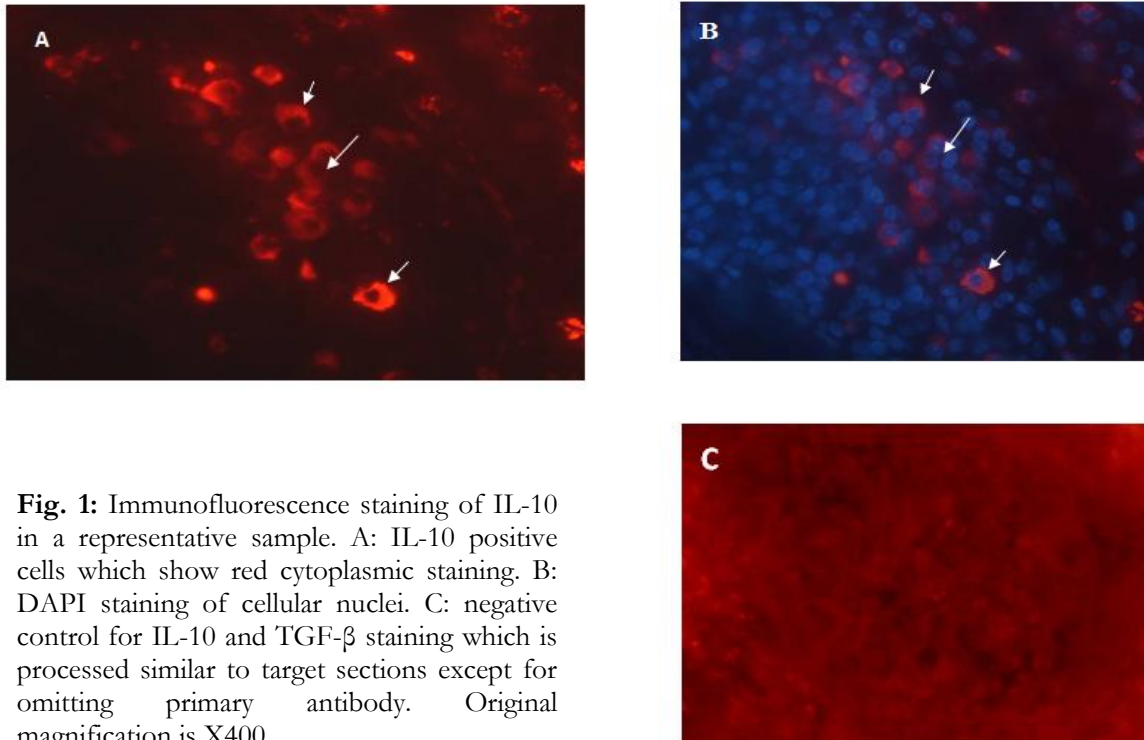 A
B
C
Fig. 1: Immunofluorescence staining of IL-10
in a representative sample. A: IL-10 positive
cells which show red cytoplasmic staining. B:
DAPI staining of cellular nuclei. C: negative
control for IL-10 and TGF-β staining which is
processed similar to target sections except for
omitting primary antibody. Original
magnification is X400